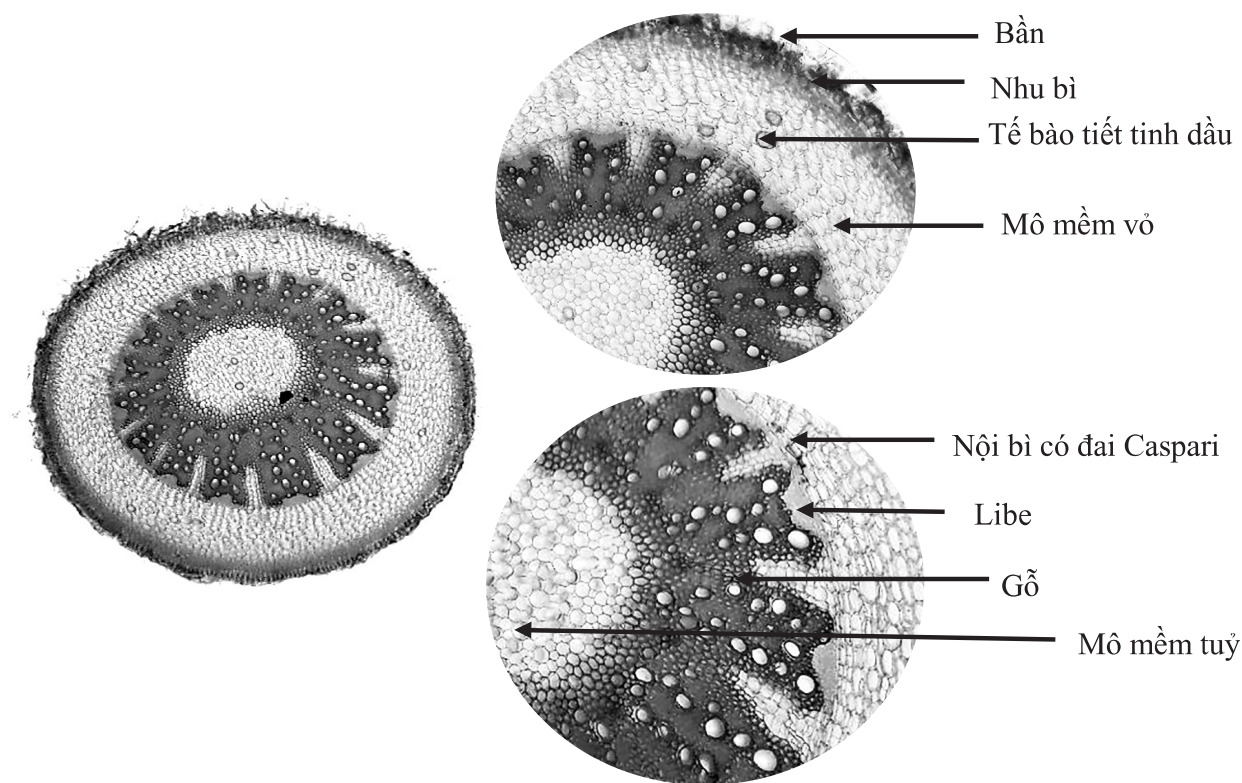 Bần
Nhu bì
Tế bào tiết tinh dầu
Mô mềm vỏ
Nội bì có đai Caspari
Libe
Gỗ
Mô mềm tuỷ